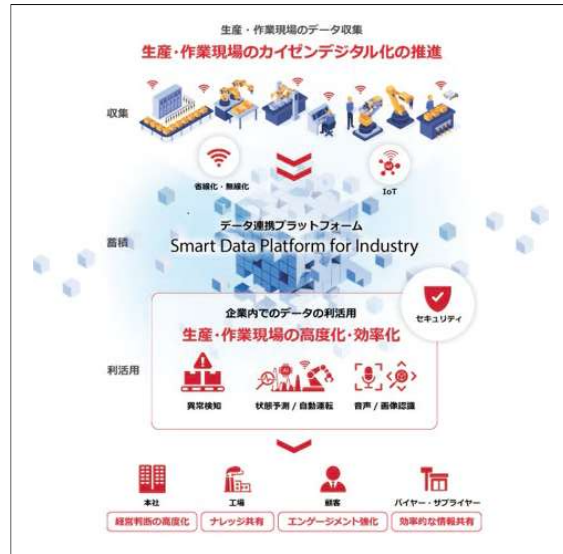 生産・作業現場のデータ収集
生産・作業現場のカイゼンデジタル化の推進
収集
省線化・無線化
IoT
データ連携プラットフォーム
蓄積
Smart Data Platform for Industry
セキュリティ
企業内でのデータの利活用
生産・作業現場の高度化・効率化
利活用
異常検知
状態予測 / 自動運転
音声 / 画像認識
本社
工場
顧客
バイヤー・サプライヤー
経営判断の高度化
ナレッジ共有
エンゲージメント強化
効率的な情報共有